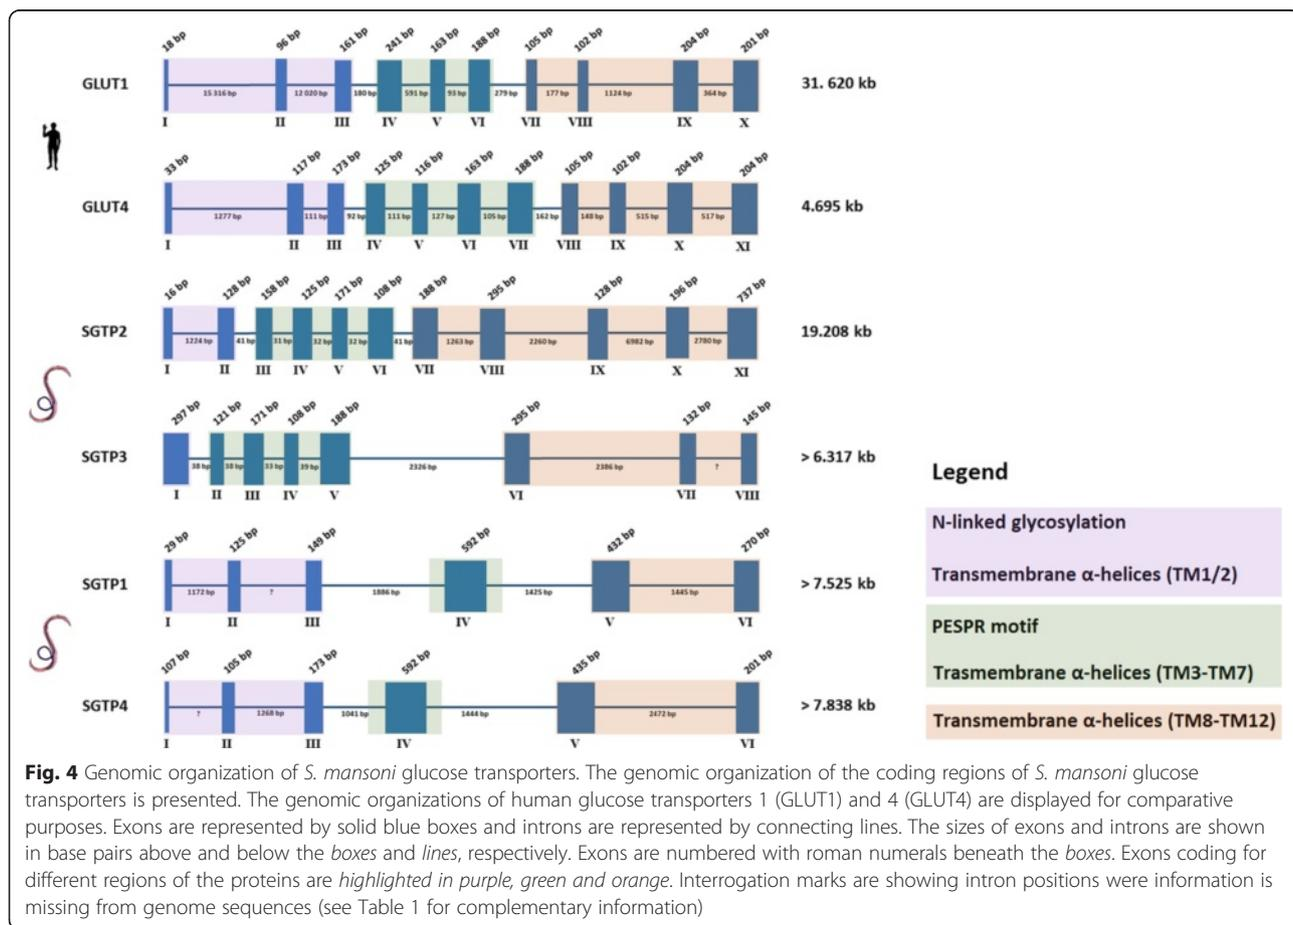 18 bp 96 bp 161 bp 241 bp 163 bp 188 bp 105 bp 102 bp 204 bp 201 bp
GLUT1 15 316 bp 12 020 bp 180 bp 591 bp 93 bp 279 bp 177 bp 1124 bp 364 bp 31. 620 kb
I II III IV V VI VII VIII IX X
33 bp 117 bp 173 bp 125 bp 116 bp 163 bp 188 bp 105 bp 102 bp 204 bp 204 bp
GLUT4 1277 bp 111 bp 92 bp 111 bp 127 bp 105 bp 162 bp 148 bp 515 bp 517 bp 4.695 kb
I II III IV V VI VII VIII IX X XI
16 bp 128 bp 158 bp 125 bp 171 bp 108 bp 188 bp 295 bp 128 bp 196 bp 737 bp
SGTP2 1224 bp 41 bp 31 bp 32 bp 32 bp 41 bp 1263 bp 2260 bp 6982 bp 2780 bp 19.208 kb
I II III IV V VI VII VIII IX X XI
297 bp 121 bp 171 bp 108 bp 188 bp 295 bp 132 bp 145 bp
SGTP3 38 bp 38 bp 33 bp 39 bp 2326 bp 2386 bp ? > 6.317 kb
I II III IV V VI VII VIII
29 bp 125 bp 149 bp 592 bp 432 bp 270 bp
SGTP1 1172 bp ? 1886 bp 1425 bp 1445 bp > 7.525 kb
I II III IV V VI
107 bp 105 bp 173 bp 592 bp 435 bp 201 bp
SGTP4 ? 1268 bp 1041 bp 1444 bp 2472 bp > 7.838 kb
I II III IV V VI
Legend
N-linked glycosylation
Transmembrane α-helices (TM1/2)
PESPR motif
Trasmembrane α-helices (TM3-TM7)
Transmembrane α-helices (TM8-TM12)
Fig. 4 Genomic organization of S. mansoni glucose transporters. The genomic organization of the coding regions of S. mansoni glucose
transporters is presented. The genomic organizations of human glucose transporters 1 (GLUT1) and 4 (GLUT4) are displayed for comparative
purposes. Exons are represented by solid blue boxes and introns are represented by connecting lines. The sizes of exons and introns are shown
in base pairs above and below the boxes and lines, respectively. Exons are numbered with roman numerals beneath the boxes. Exons coding for
different regions of the proteins are highlighted in purple, green and orange. Interrogation marks are showing intron positions were information is
missing from genome sequences (see Table 1 for complementary information)